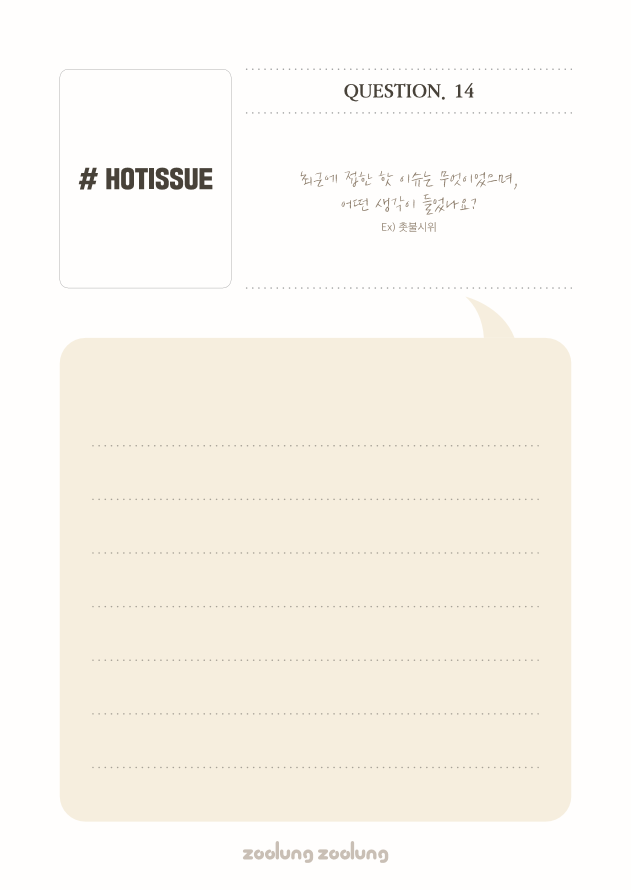 # HOTISSUE
QUESTION. 14
최근에 접한 핫 이슈는 무엇이었으며,
어떤 생각이 들었나요?
Ex) 촛불시위
zoolung zoolung